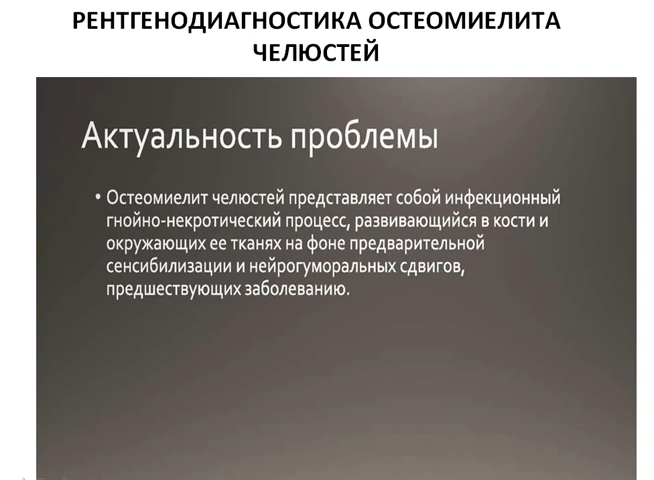 РЕНТГЕНОДИАГНОСТИКА ОСТЕОМИЕЛИТА
ЧЕЛЮСТЕЙ
Актуальность проблемы
• Остеомиелит челюстей представляет собой инфекционный
гнойно-некротический процесс, развивающийся в кости и
окружающих ее тканях на фоне предварительной
сенсибилизации и нейрогуморальных сдвигов,
предшествующих заболеванию.